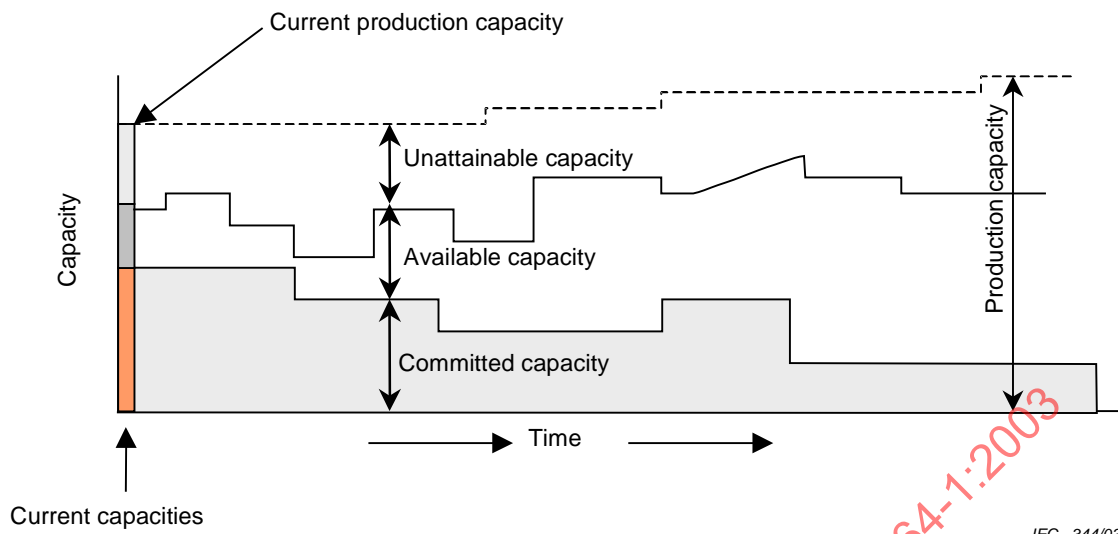 Current production capacity
Unattainable capacity
Available capacity
Committed capacity
Capacity
Production capacity
Time
Current capacities
64-1:2003